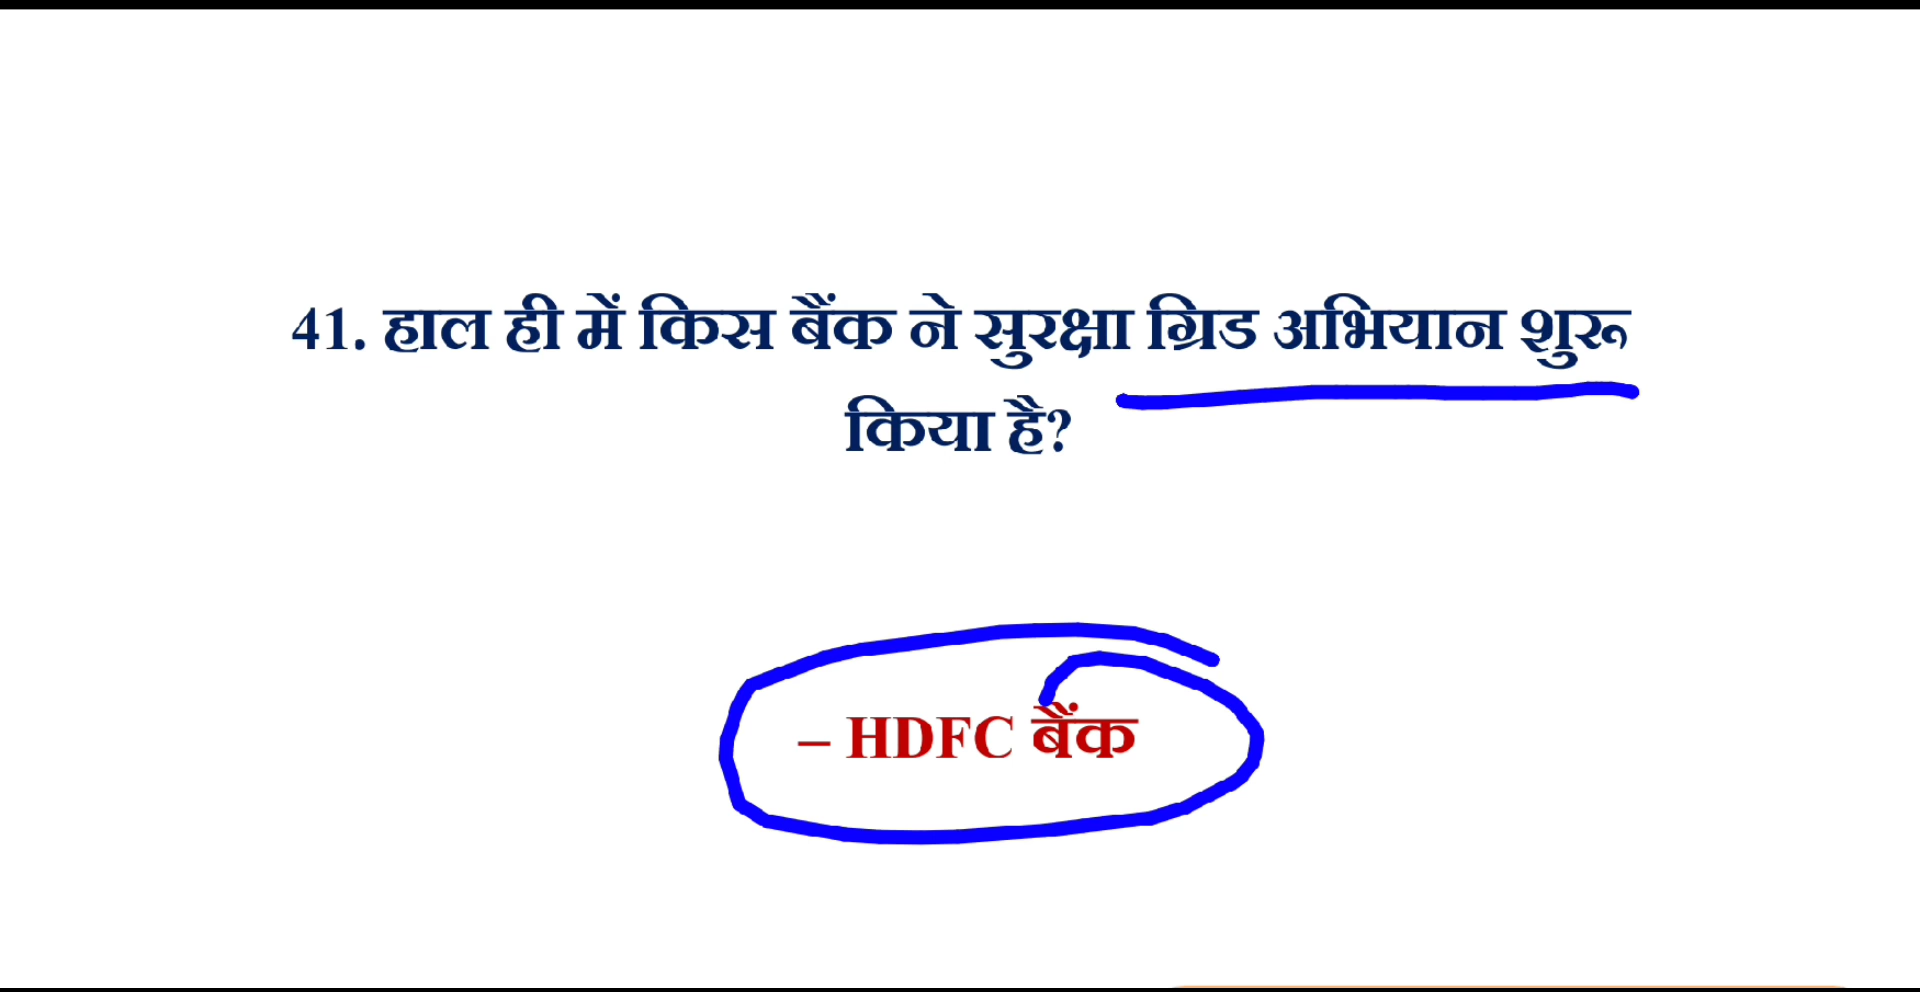 41. हाल ही में किस बैंक ने सुरक्षा ग्रिड अभियान शुरू
किया है?
– HDFC बैंक